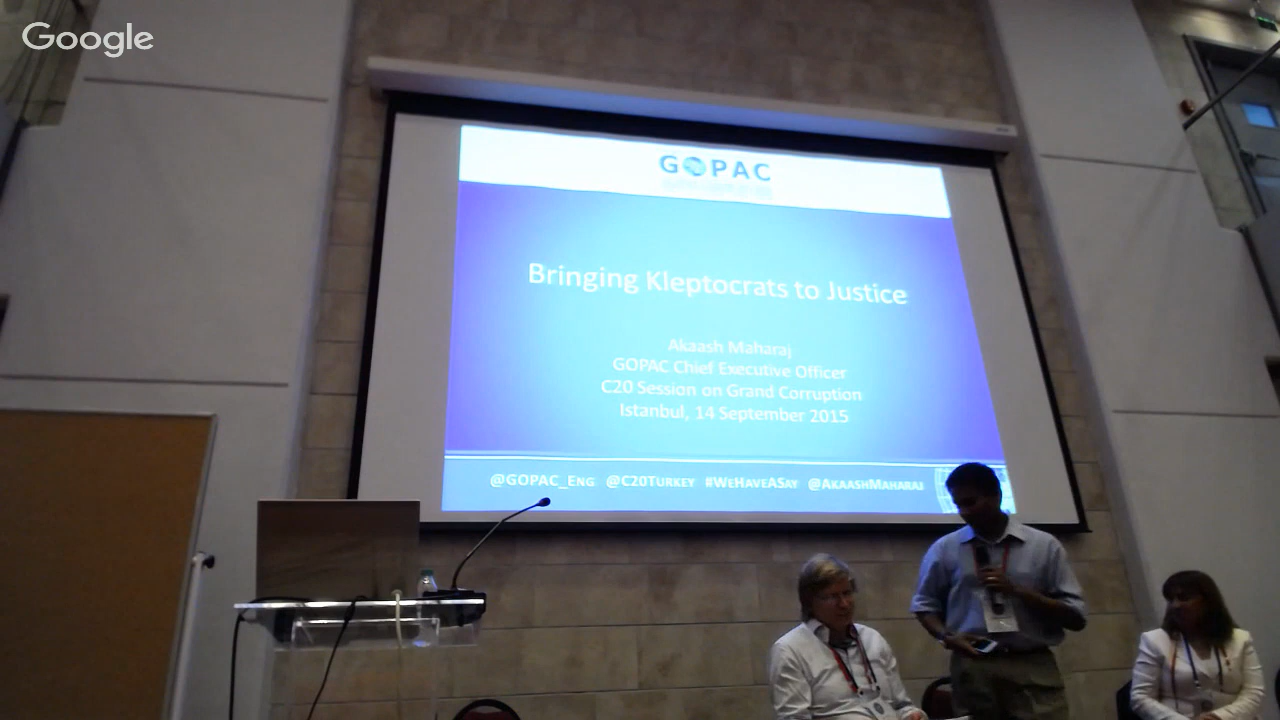 Google
GOPAC
Bringing Kleptocrats to Justice
Akaash Maharaj
GOPAC Chief Executive Officer
C20 Session on Grand Corruption
Istanbul, 14 September 2015
@GOPAC_ENG @C20TURKEY #WEHAVEASAY @AKAASHMAHARAJ